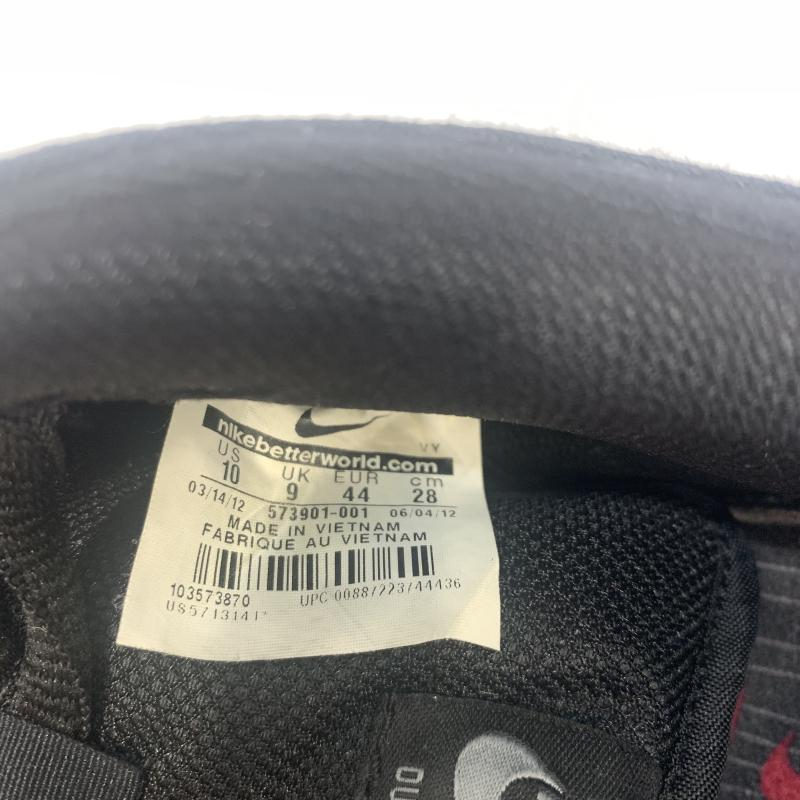 nikebetterworld.com
VY
US UK EUR cm
10 9 44 28
03/14/12 573901-001 06/04/12
MADE IN VIETNAM
FABRIQUE AU VIETNAM
103573870 UPC 00887223744436
US5713141*
DU